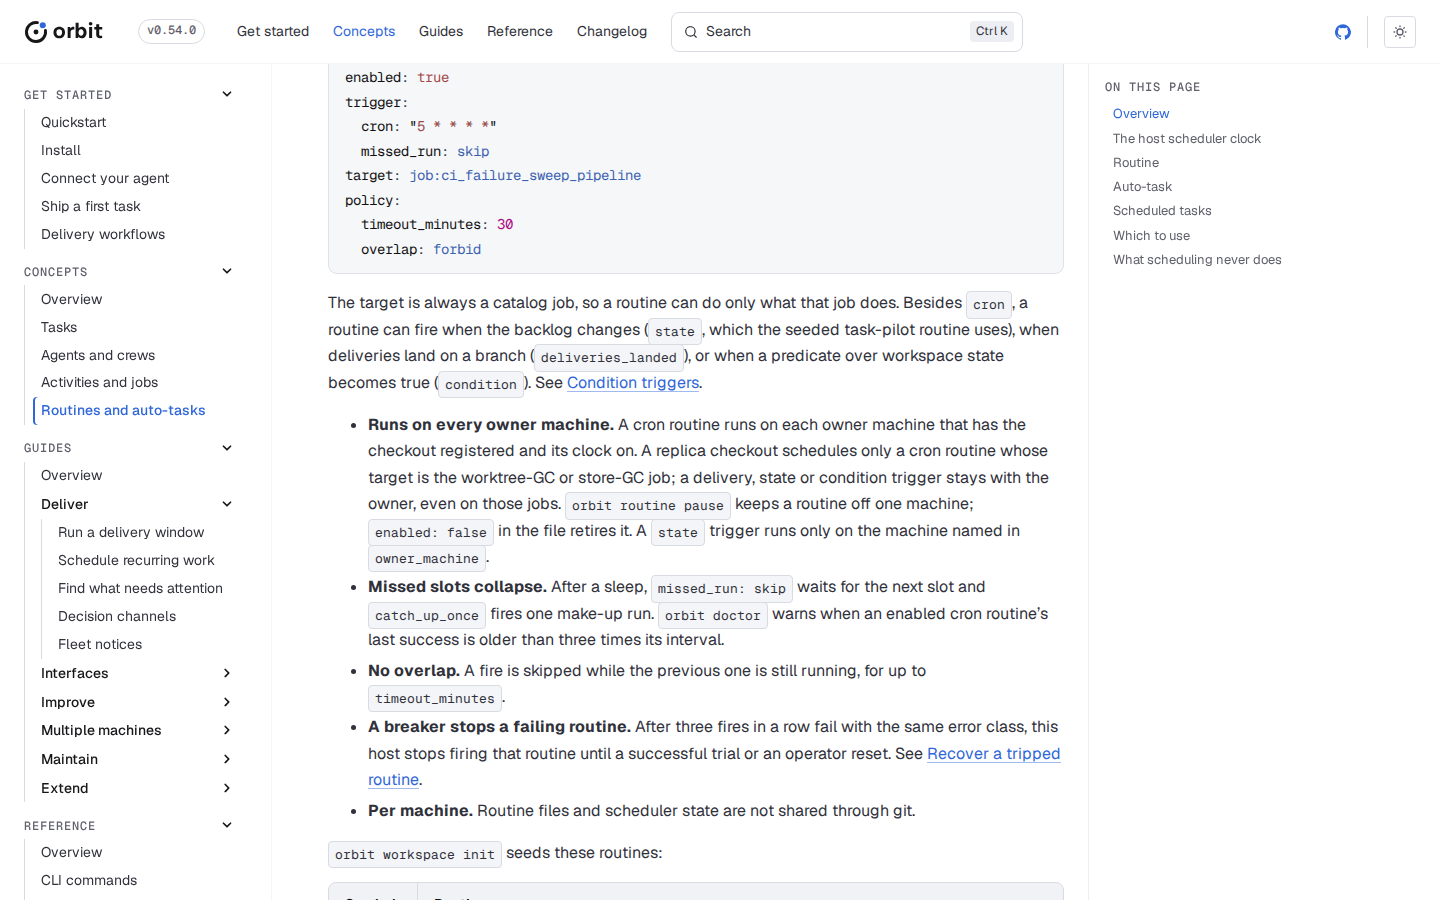 orbit
v0.54.0
Get started
Concepts
Guides
Reference
Changelog
Search
Ctrl K
GET STARTED
Quickstart
Install
Connect your agent
Ship a first task
Delivery workflows
CONCEPTS
Overview
Tasks
Agents and crews
Activities and jobs
Routines and auto-tasks
GUIDES
Overview
Deliver
Run a delivery window
Schedule recurring work
Find what needs attention
Decision channels
Fleet notices
Interfaces
Improve
Multiple machines
Maintain
Extend
REFERENCE
Overview
CLI commands
enabled: true
trigger:
  cron: "5 * * * *"
  missed_run: skip
target: job:ci_failure_sweep_pipeline
policy:
  timeout_minutes: 30
  overlap: forbid
The target is always a catalog job, so a routine can do only what that job does. Besides cron, a
routine can fire when the backlog changes (state, which the seeded task-pilot routine uses), when
deliveries land on a branch (deliveries_landed), or when a predicate over workspace state
becomes true (condition). See Condition triggers.
• Runs on every owner machine. A cron routine runs on each owner machine that has the
checkout registered and its clock on. A replica checkout schedules only a cron routine whose
target is the worktree-GC or store-GC job; a delivery, state or condition trigger stays with the
owner, even on those jobs. orbit routine pause keeps a routine off one machine;
enabled: false in the file retires it. A state trigger runs only on the machine named in
owner_machine.
• Missed slots collapse. After a sleep, missed_run: skip waits for the next slot and
catch_up_once fires one make-up run. orbit doctor warns when an enabled cron routine’s
last success is older than three times its interval.
• No overlap. A fire is skipped while the previous one is still running, for up to
timeout_minutes.
• A breaker stops a failing routine. After three fires in a row fail with the same error class, this
host stops firing that routine until a successful trial or an operator reset. See Recover a tripped
routine.
• Per machine. Routine files and scheduler state are not shared through git.
orbit workspace init seeds these routines:
ON THIS PAGE
Overview
The host scheduler clock
Routine
Auto-task
Scheduled tasks
Which to use
What scheduling never does